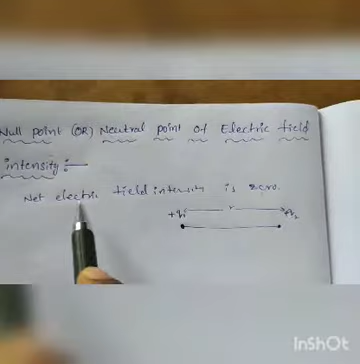 Null point (OR) Neutral point of Electric field
intensity :-
Net electric field intensity is zero.
+q₁ r +q₂
InShOt